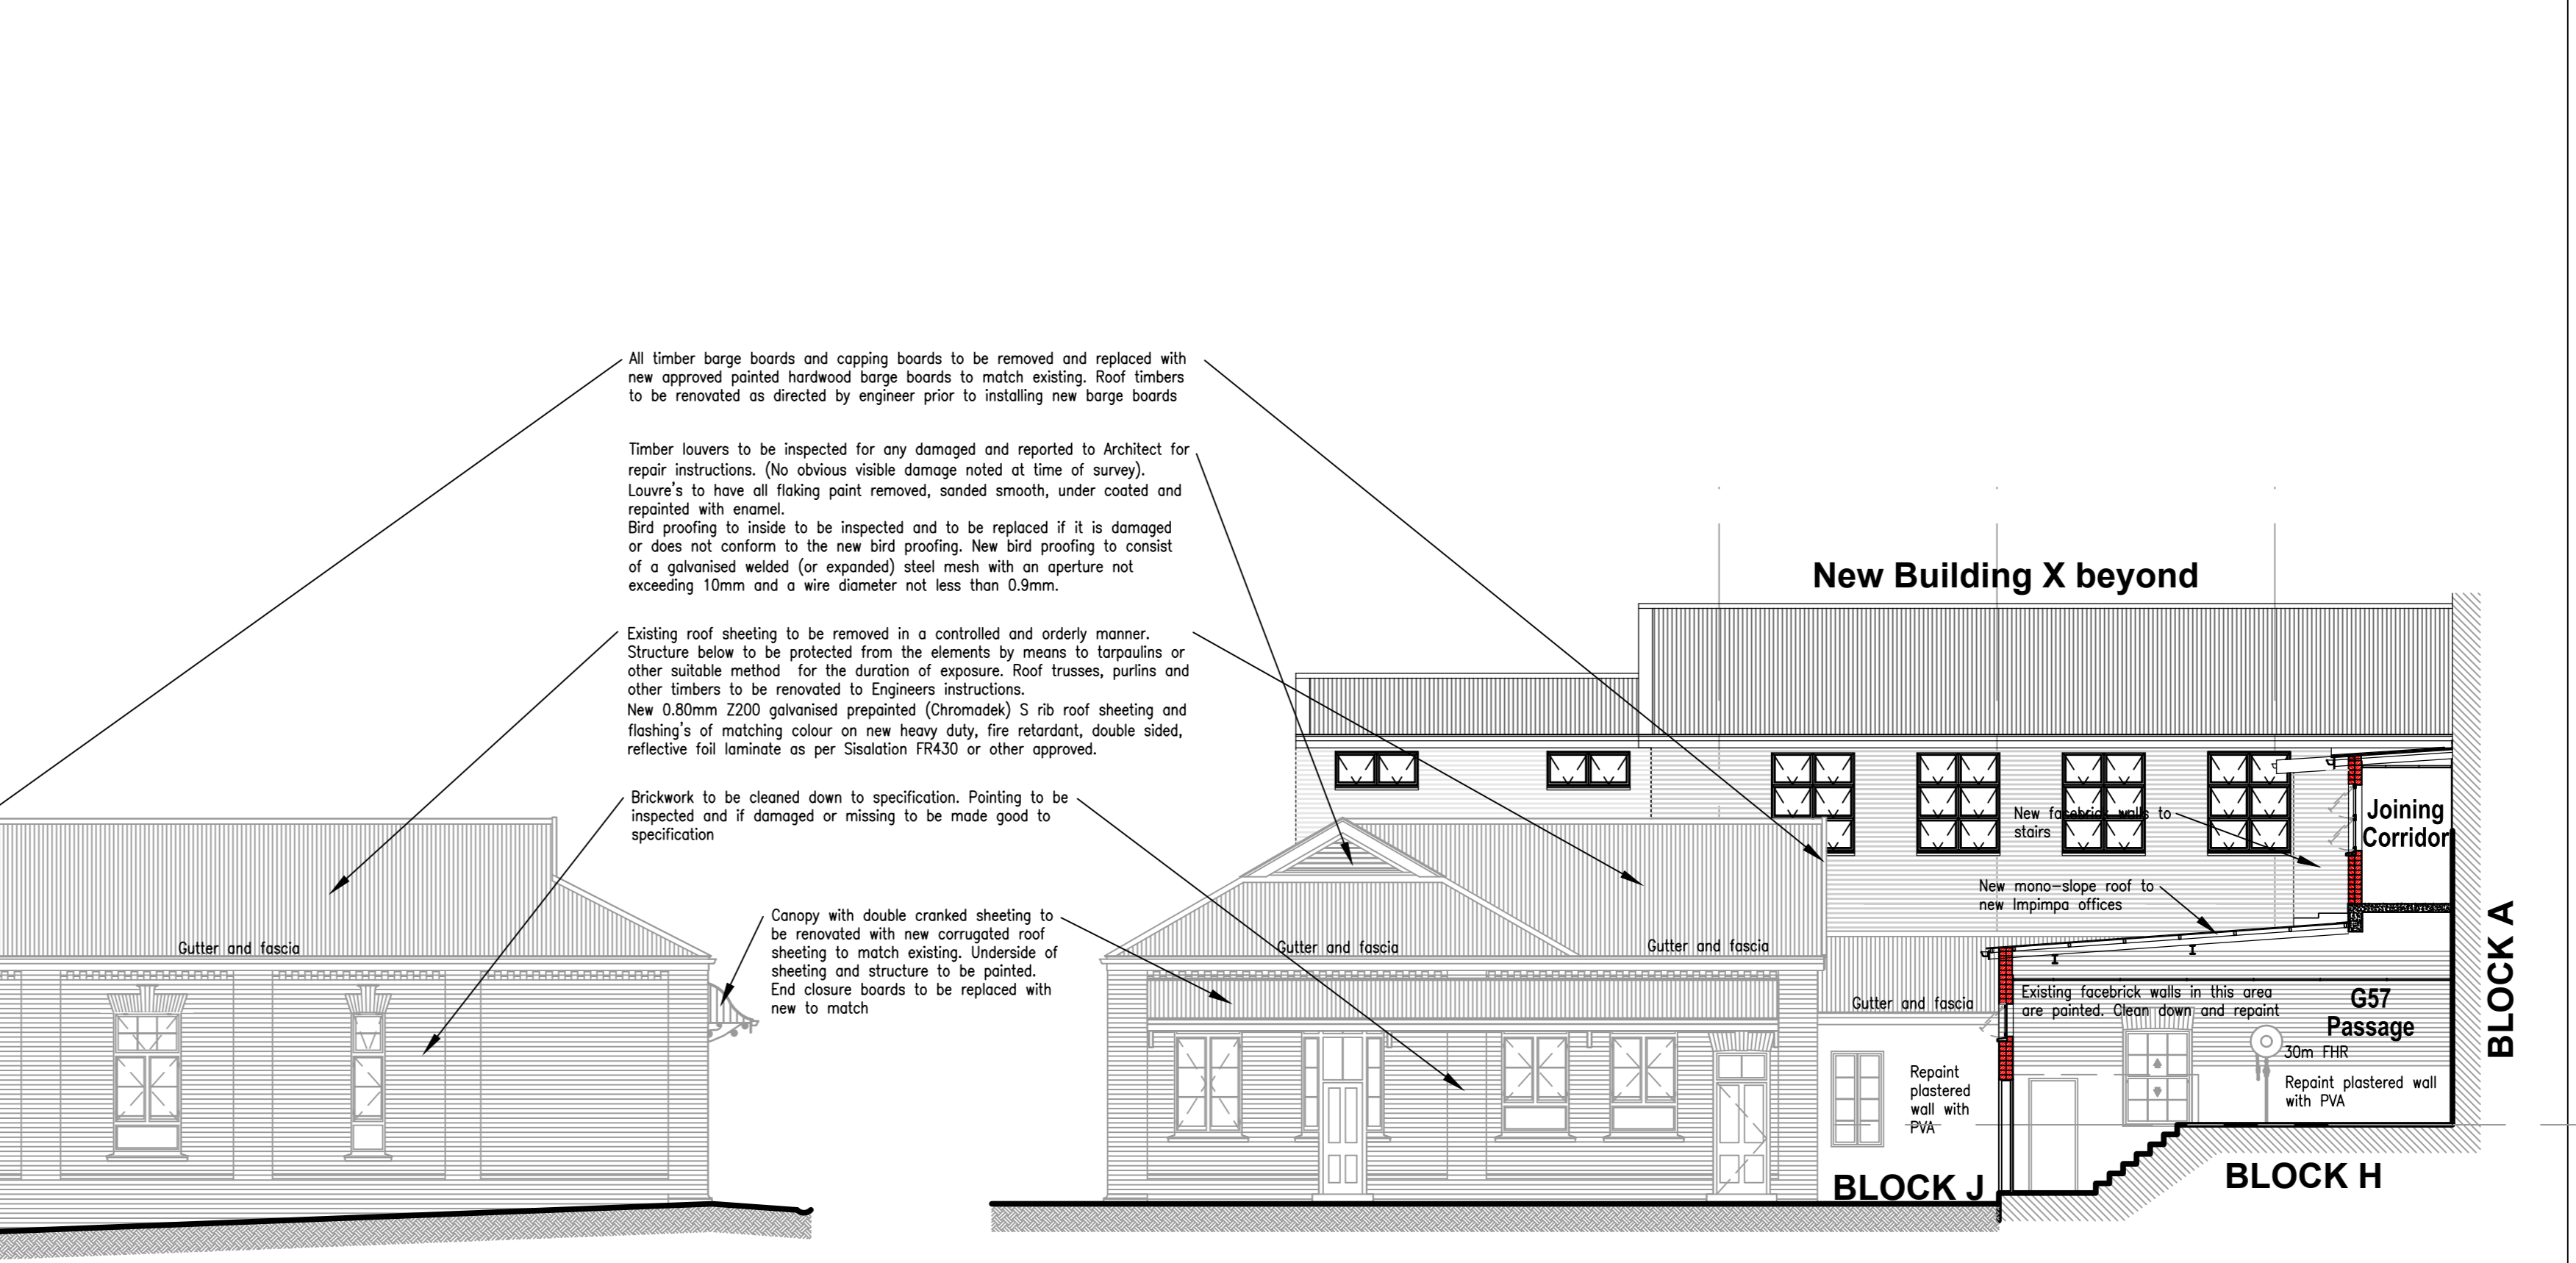 All timber barge boards and capping boards to be removed and replaced with
new approved painted hardwood barge boards to match existing. Roof timbers
to be renovated as directed by engineer prior to installing new barge boards
Timber louvers to be inspected for any damaged and reported to Architect for
repair instructions. (No obvious visible damage noted at time of survey).
Louvre's to have all flaking paint removed, sanded smooth, under coated and
repainted with enamel.
Bird proofing to inside to be inspected and to be replaced if it is damaged
or does not conform to the new bird proofing. New bird proofing to consist
of a galvanised welded (or expanded) steel mesh with an aperture not
exceeding 10mm and a wire diameter not less than 0.9mm.
Existing roof sheeting to be removed in a controlled and orderly manner.
Structure below to be protected from the elements by means to tarpaulins or
other suitable method for the duration of exposure. Roof trusses, purlins and
other timbers to be renovated to Engineers instructions.
New 0.80mm Z200 galvanised prepainted (Chromadek) S rib roof sheeting and
flashing's of matching colour on new heavy duty, fire retardant, double sided,
reflective foil laminate as per Sisalation FR430 or other approved.
Brickwork to be cleaned down to specification. Pointing to be
inspected and if damaged or missing to be made good to
specification
Canopy with double cranked sheeting to
be renovated with new corrugated roof
sheeting to match existing. Underside of
sheeting and structure to be painted.
End closure boards to be replaced with
new to match
Gutter and fascia
Gutter and fascia
Gutter and fascia
Gutter and fascia
New Building X beyond
New facebrick walls to
stairs
Joining
Corridor
New mono-slope roof to
new Impimpa offices
Existing facebrick walls in this area
are painted. Clean down and repaint
G57
Passage
30m FHR
Repaint plastered wall
with PVA
Repaint
plastered
wall with
PVA
BLOCK J
BLOCK H
BLOCK A